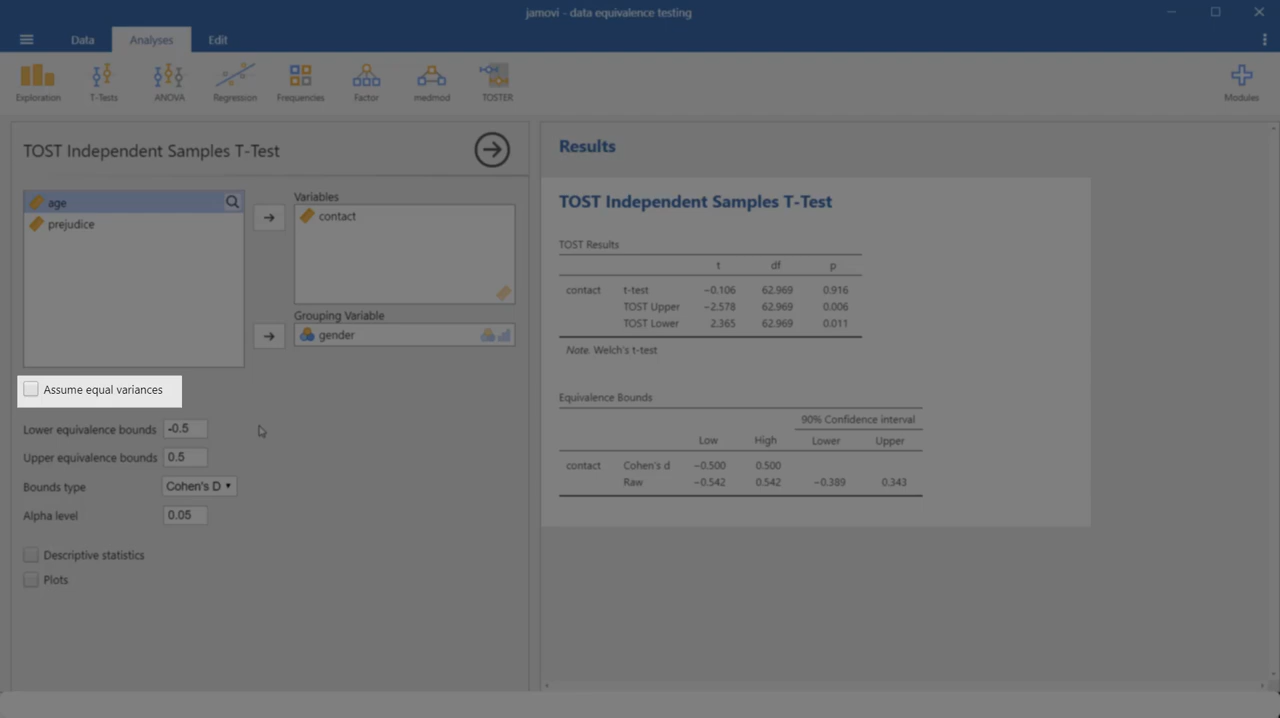 jamovi - data equivalence testing
Data Analyses Edit
Exploration T-Tests ANOVA Regression Frequencies Factor medmod TOSTER Modules
TOST Independent Samples T-Test
age
prejudice
Variables
contact
Grouping Variable
gender
Assume equal variances
Lower equivalence bounds -0.5
Upper equivalence bounds 0.5
Bounds type Cohen's D
Alpha level 0.05
Descriptive statistics
Plots
Results
TOST Independent Samples T-Test
TOST Results
t df p
contact t-test −0.106 62.969 0.916
TOST Upper −2.578 62.969 0.006
TOST Lower 2.365 62.969 0.011
Note. Welch's t-test
Equivalence Bounds
90% Confidence interval
Low High Lower Upper
contact Cohen's d −0.500 0.500
Raw −0.542 0.542 −0.389 0.343